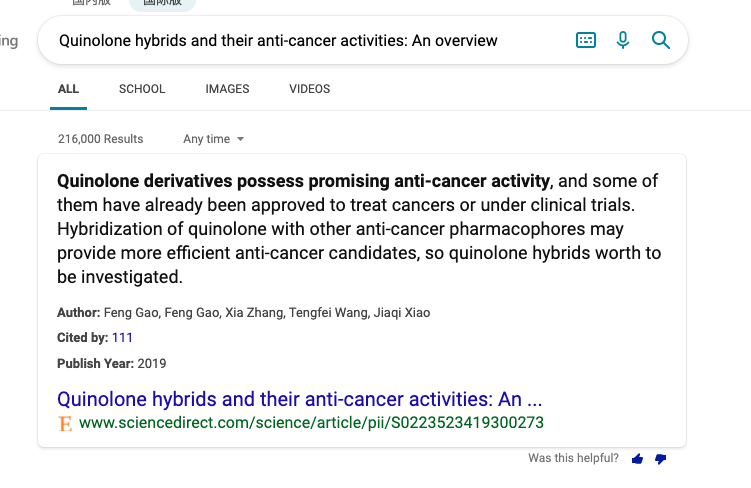 国内版 国际版
ing
Quinolone hybrids and their anti-cancer activities: An overview
ALL SCHOOL IMAGES VIDEOS
216,000 Results Any time
Quinolone derivatives possess promising anti-cancer activity, and some of
them have already been approved to treat cancers or under clinical trials.
Hybridization of quinolone with other anti-cancer pharmacophores may
provide more efficient anti-cancer candidates, so quinolone hybrids worth to
be investigated.
Author: Feng Gao, Feng Gao, Xia Zhang, Tengfei Wang, Jiaqi Xiao
Cited by: 111
Publish Year: 2019
Quinolone hybrids and their anti-cancer activities: An ...
E www.sciencedirect.com/science/article/pii/S0223523419300273
Was this helpful?